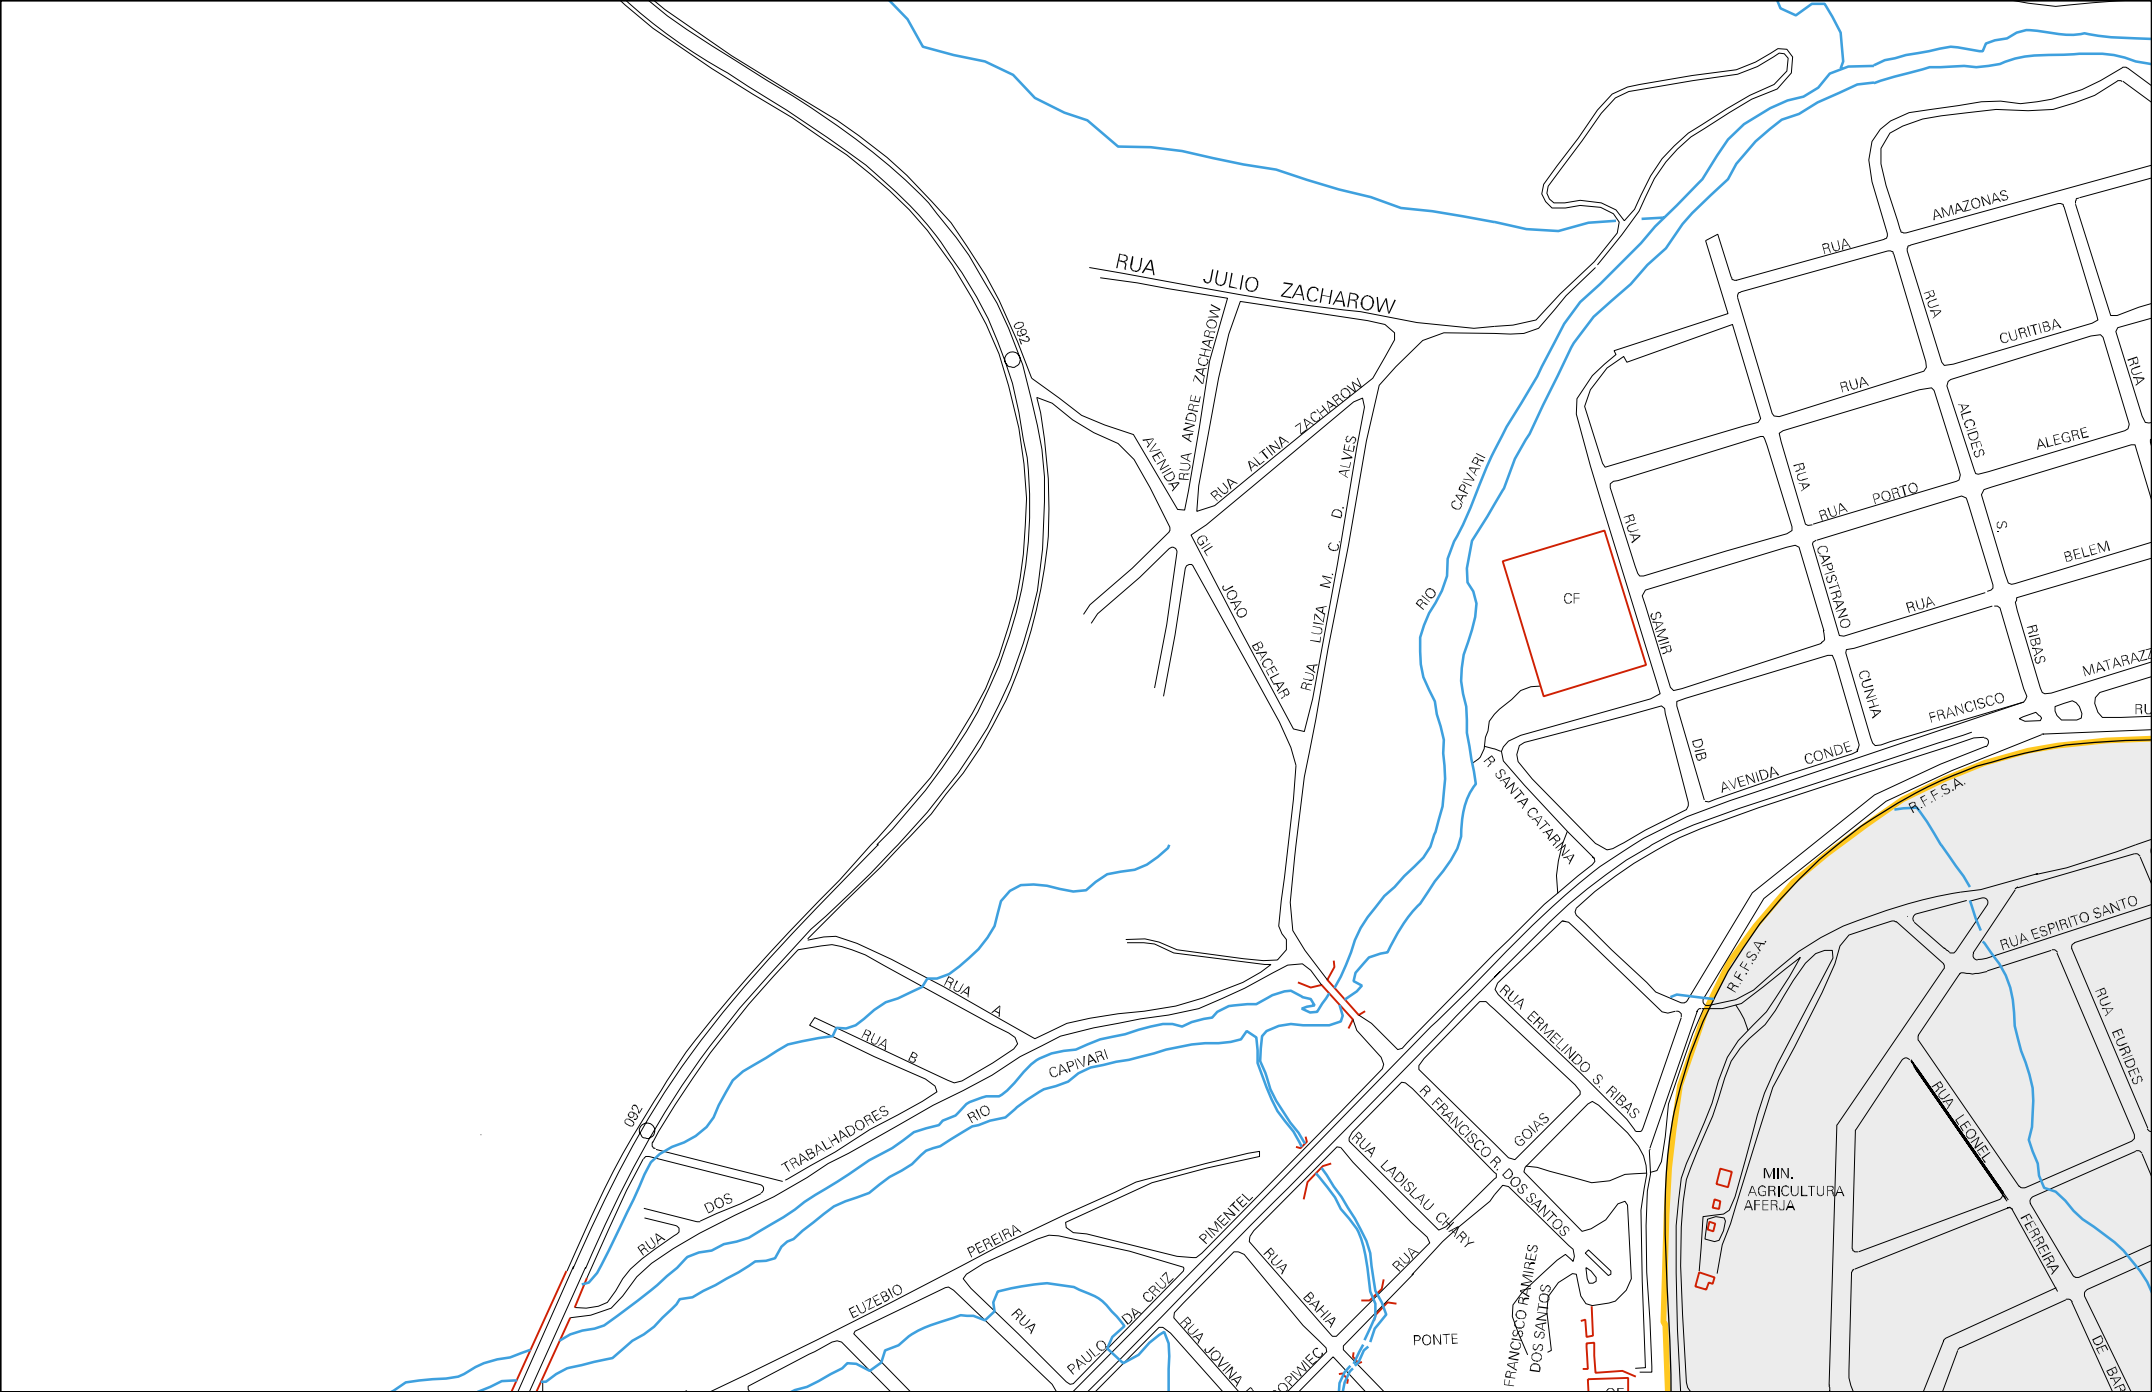 RUA JULIO ZACHAROW
092
RUA ANDRE ZACHAROW
RUA ALTINA ZACHAROW
AVENIDA GIL JOAO BACELAR
RUA LUIZA M. C. D. ALVES
RIO CAPIVARI
CF
RUA AMAZONAS
RUA CURITIBA
RUA PORTO ALEGRE
RUA BELEM
MATARAZZ
RU
RUA ALCIDES S. RIBAS
RUA
RUA CAPISTRANO CUNHA
RUA SAMIR DIB
AVENIDA CONDE FRANCISCO
R. SANTA CATARINA
R.F.F.S.A.
R.F.F.S.A.
RUA ESPIRITO SANTO
RUA EURIDES
RUA LEONEL FERREIRA DE BAR
MIN.
AGRICULTURA
AFERJA
RUA A
RUA B
RUA DOS TRABALHADORES
RIO CAPIVARI
092
EUZEBIO PEREIRA
RUA
PAULO DA CRUZ PIMENTEL
RUA ERMELINDO S. RIBAS
R. FRANCISCO R. DOS SANTOS
RUA GOIAS
RUA LADISLAU CHARY
RUA BAHIA
RUA JOVINA
OPIWIEC
PONTE
FRANCISCO RAMIRES
DOS SANTOS